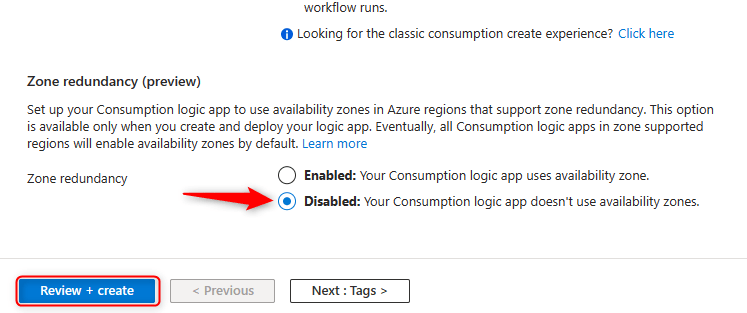 workflow runs.
Looking for the classic consumption create experience? Click here
Zone redundancy (preview)
Set up your Consumption logic app to use availability zones in Azure regions that support zone redundancy. This option
is available only when you create and deploy your logic app. Eventually, all Consumption logic apps in zone supported
regions will enable availability zones by default. Learn more
Zone redundancy
Enabled: Your Consumption logic app uses availability zone.
Disabled: Your Consumption logic app doesn't use availability zones.
Review + create < Previous Next : Tags >